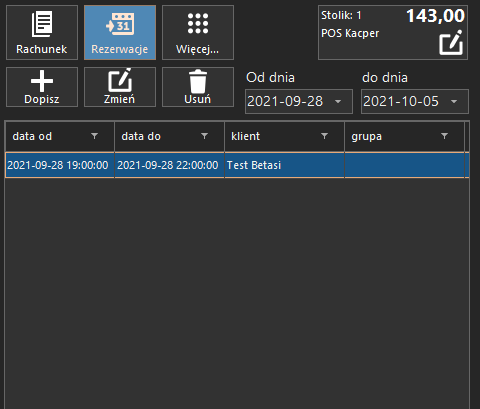 Rachunek
31
Rezerwacje
Więcej...
Stolik: 1
143,00
POS Kacper
Dopisz
Zmień
Usuń
Od dnia
do dnia
2021-09-28
2021-10-05
data od
data do
klient
grupa
2021-09-28 19:00:00
2021-09-28 22:00:00
Test Betasi